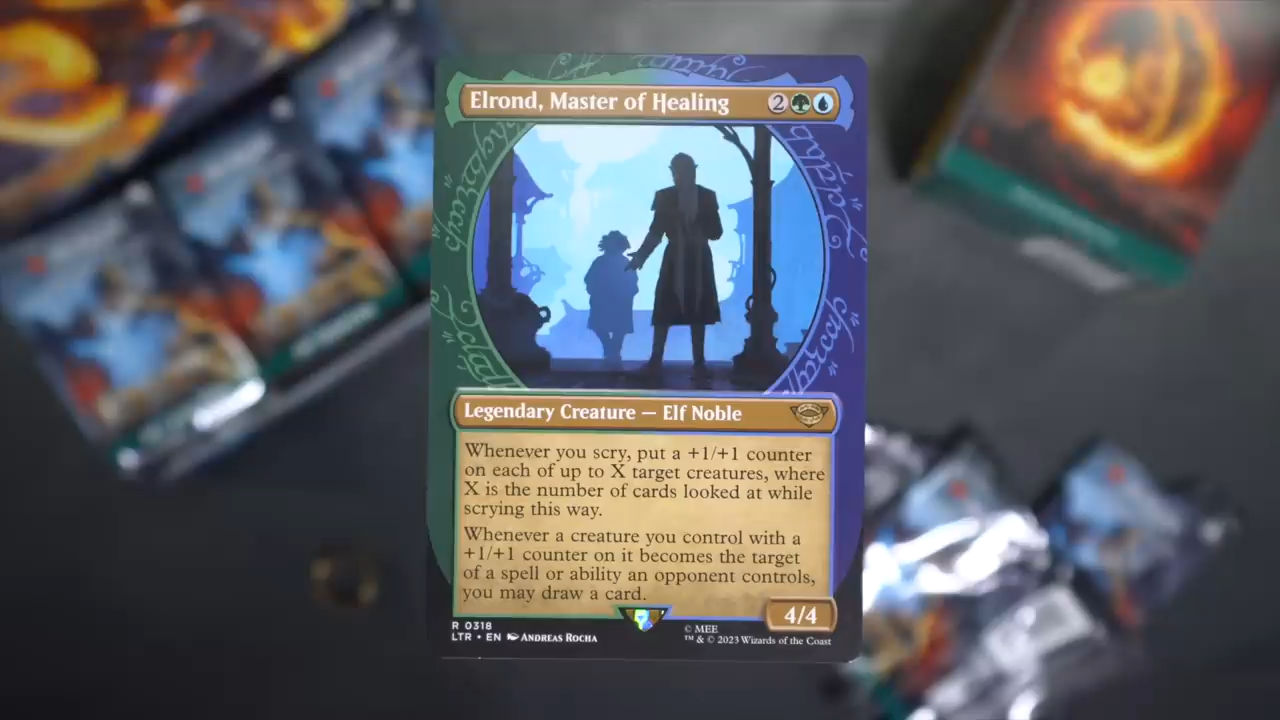 Elrond, Master of Healing 2
Legendary Creature — Elf Noble
Whenever you scry, put a +1/+1 counter
on each of up to X target creatures, where
X is the number of cards looked at while
scrying this way.
Whenever a creature you control with a
+1/+1 counter on it becomes the target
of a spell or ability an opponent controls,
you may draw a card.
4/4
R 0318
LTR • EN ANDREAS ROCHA
© MEE
™ & © 2023 Wizards of the Coast